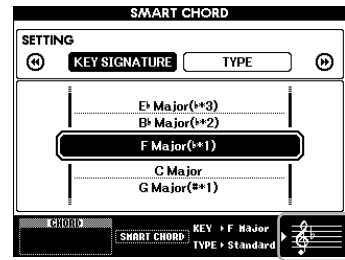 SMART CHORD
SETTING
KEY SIGNATURE TYPE
E♭ Major(♭*3)
B♭ Major(♭*2)
F Major(♭*1)
C Major
G Major(#*1)
CHORD
SMART CHORD KEY ▸ F Major
TYPE ▸ Standard